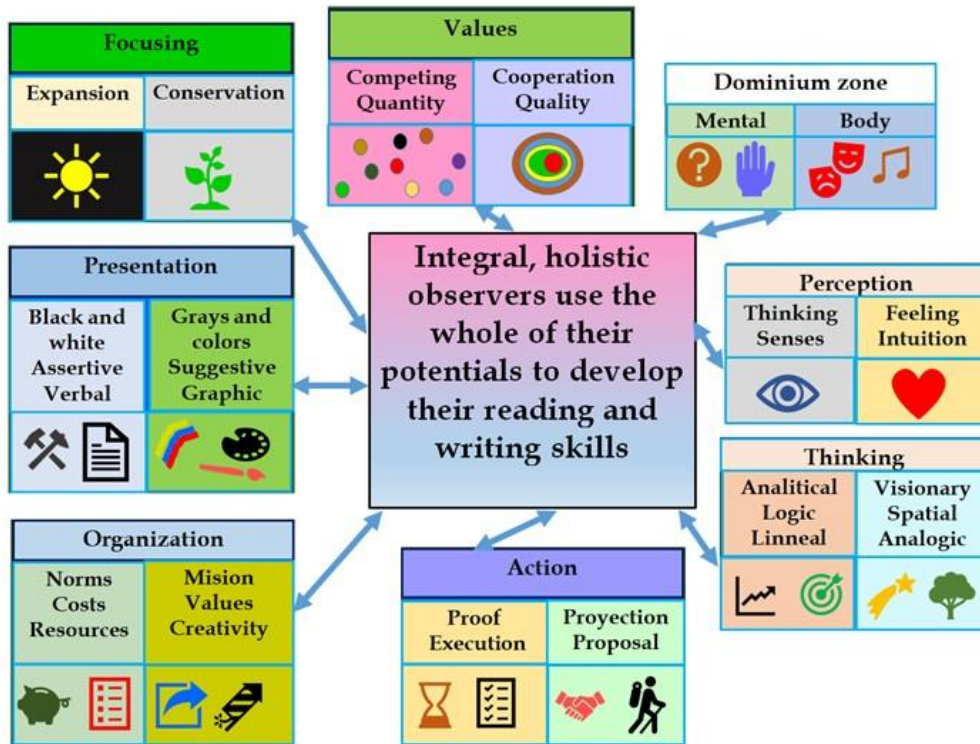 Focusing
Expansion
Conservation
Values
Competing
Quantity
Cooperation
Quality
Dominium zone
Mental
Body
Presentation
Black and
white
Assertive
Verbal
Grays and
colors
Suggestive
Graphic
Integral, holistic
observers use the
whole of their
potentials to develop
their reading and
writing skills
Perception
Thinking
Senses
Feeling
Intuition
Thinking
Analitical
Logic
Linneal
Visionary
Spatial
Analogic
Organization
Norms
Costs
Resources
Mision
Values
Creativity
Action
Proof
Execution
Proyection
Proposal